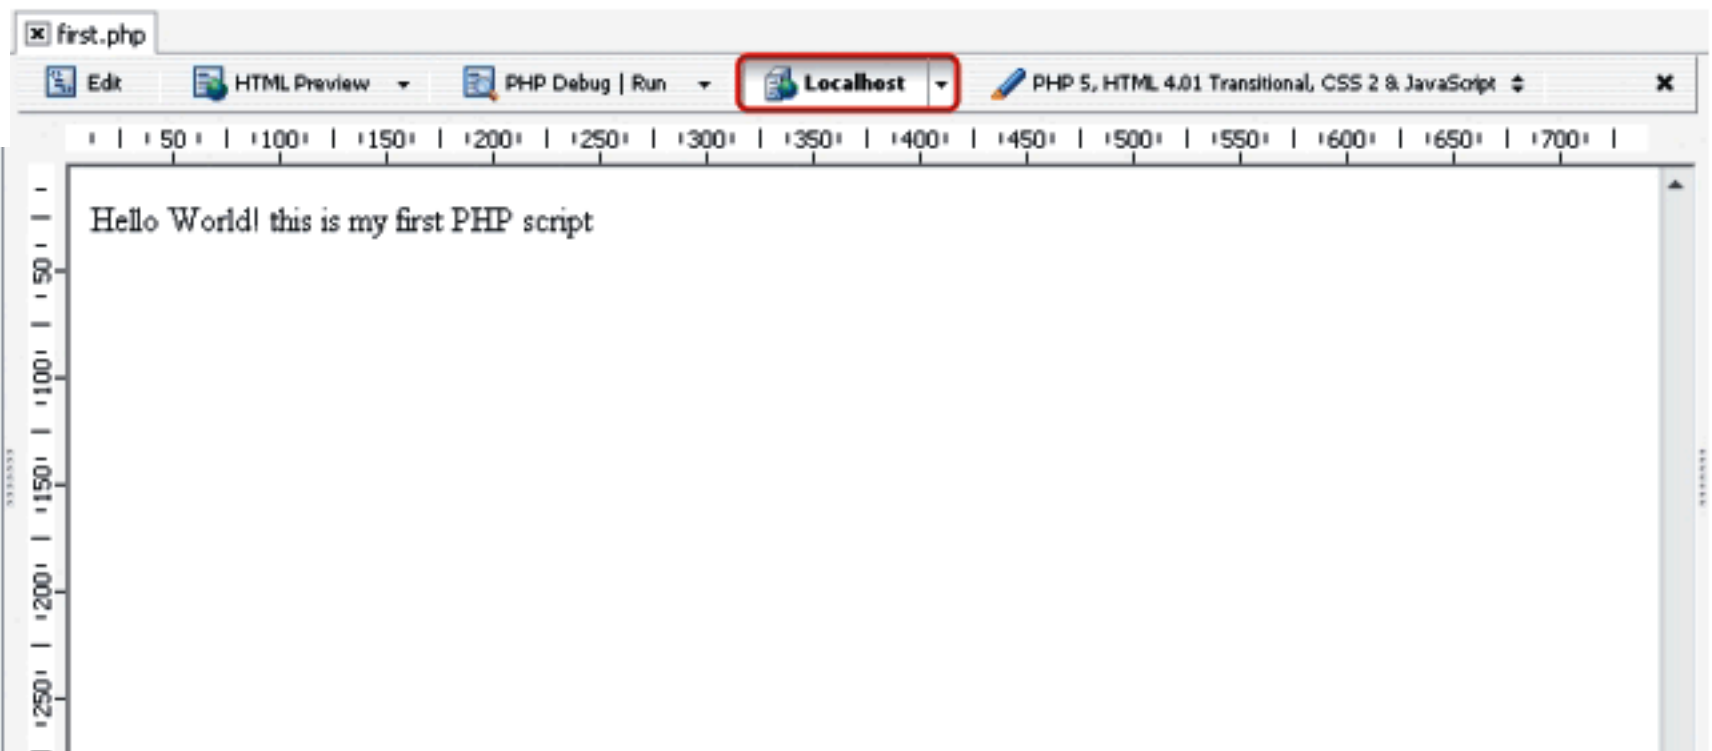 first.php
Edit HTML Preview PHP Debug | Run Localhost PHP 5, HTML 4.01 Transitional, CSS 2 & JavaScript
50 100 150 200 250 300 350 400 450 500 550 600 650 700
Hello World! this is my first PHP script
50
100
150
200
250